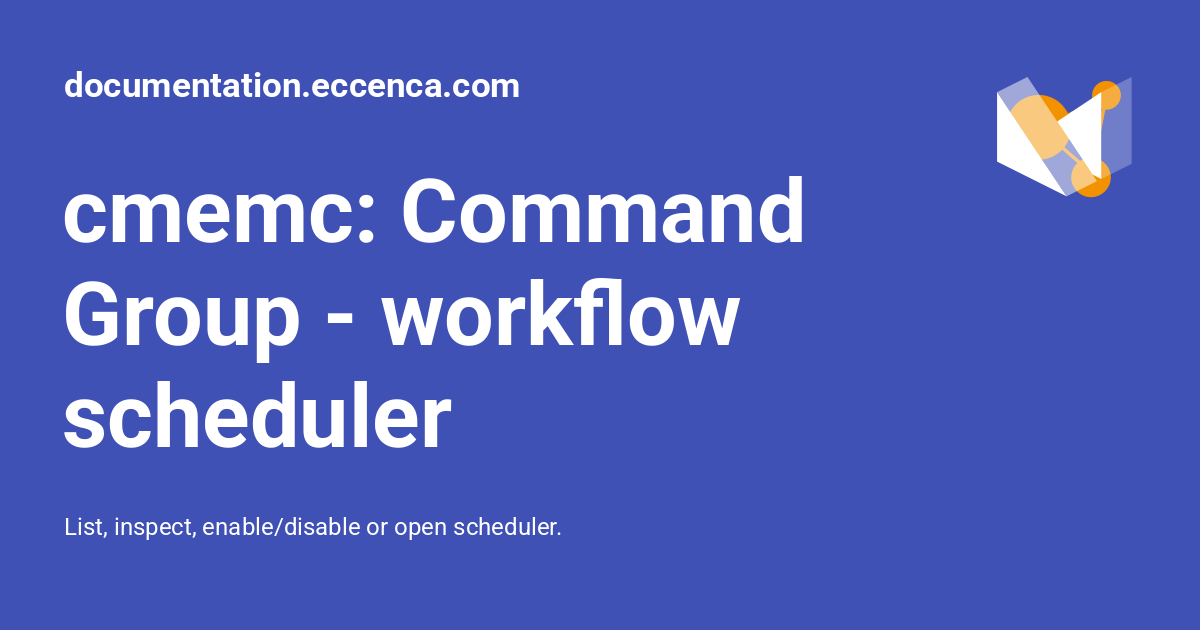 documentation.eccenca.com
cmemc: Command
Group - workflow
scheduler
List, inspect, enable/disable or open scheduler.